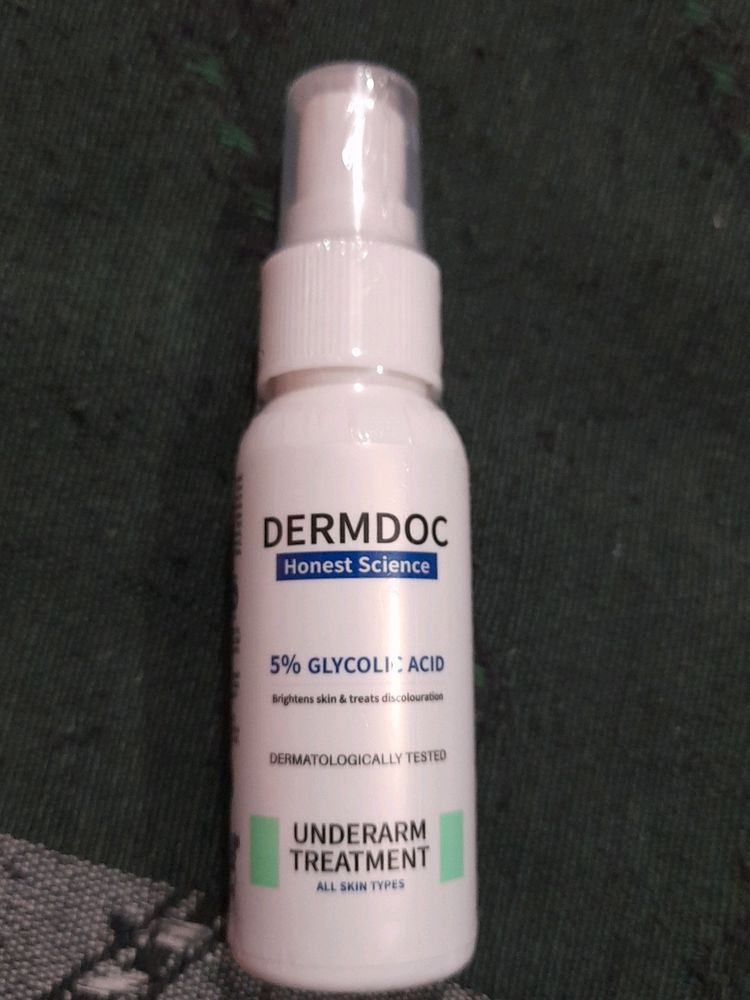 DERMDOC
Honest Science
5% GLYCOLIC ACID
Brightens skin & treats discolouration
DERMATOLOGICALLY TESTED
UNDERARM
TREATMENT
ALL SKIN TYPES